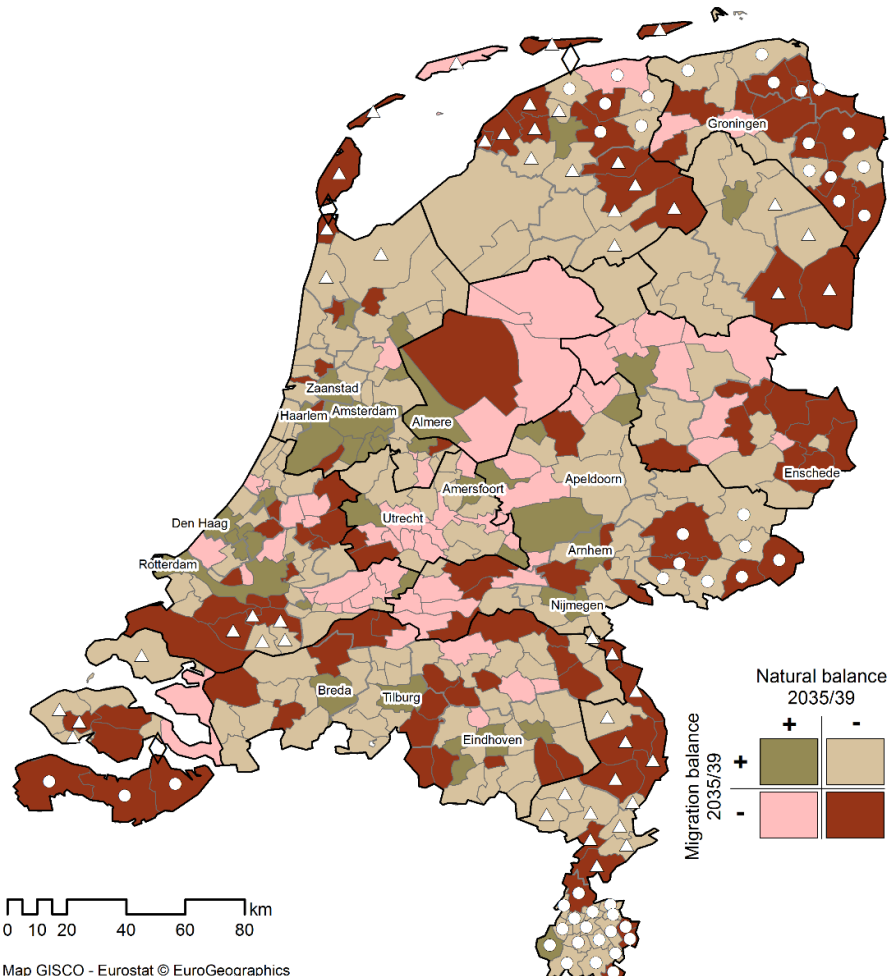 Groningen
Zaanstad
Haarlem
Amsterdam
Almere
Enschede
Apeldoorn
Amersfoort
Utrecht
Den Haag
Arnhem
Rotterdam
Nijmegen
Breda
Tilburg
Eindhoven
Natural balance
2035/39
+ -
Migration balance
2035/39
+
-
km
0 10 20 40 60 80
Map GISCO - Eurostat © EuroGeographics